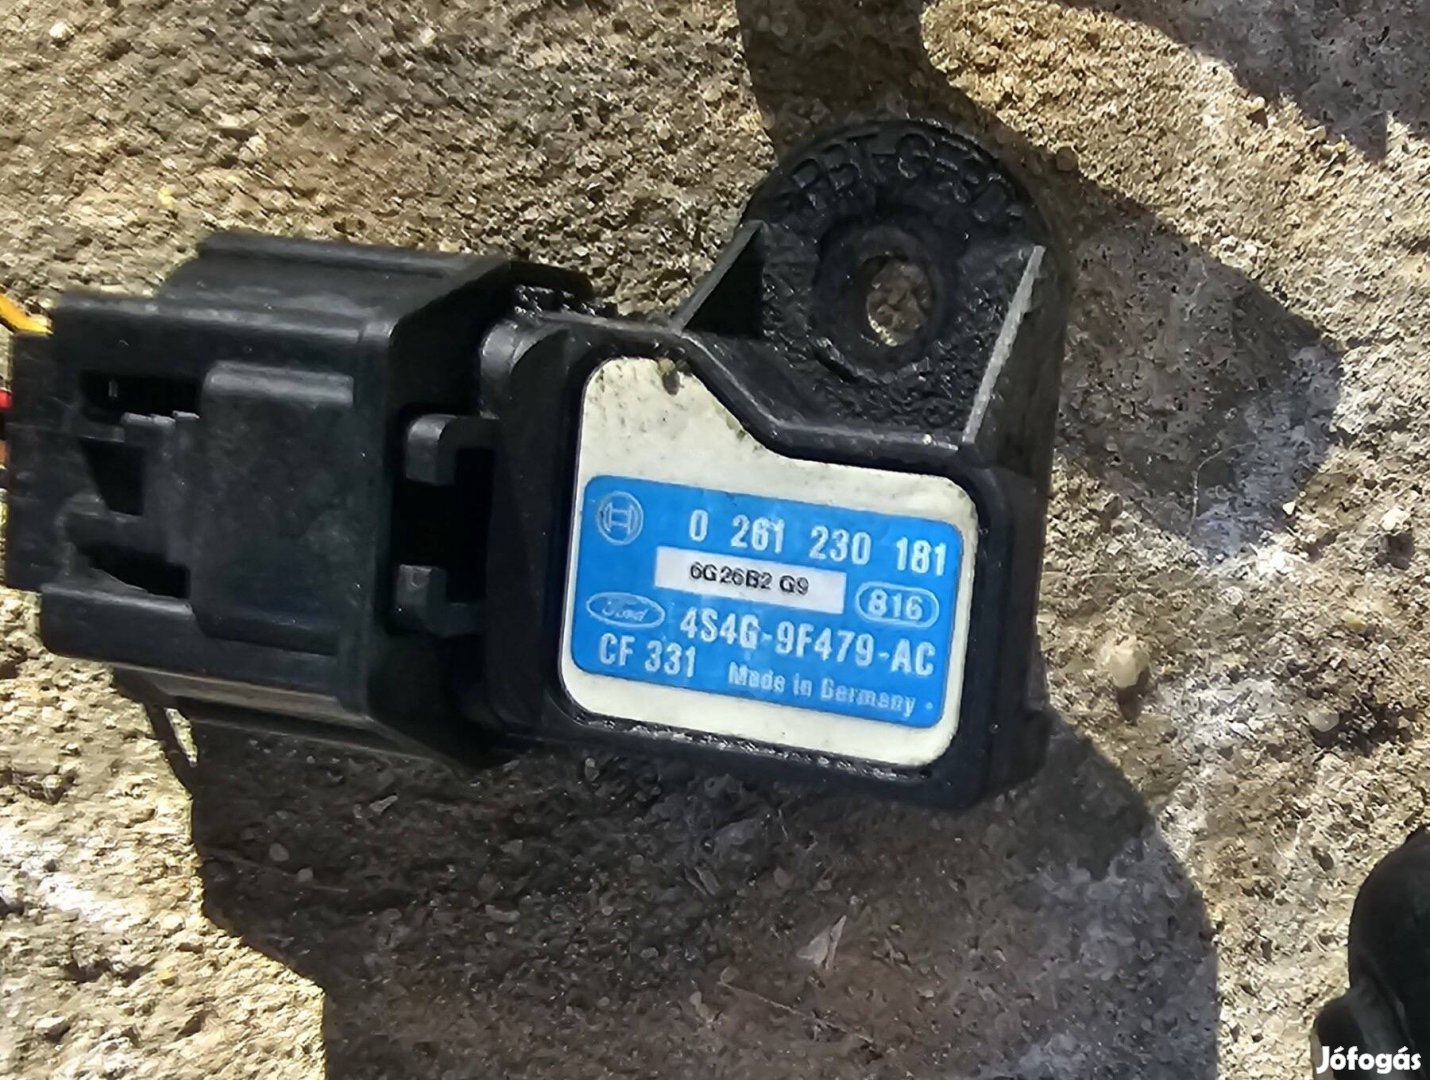 0 261 230 181
6G26B2 G9
816
Ford 4S4G-9F479-AC
CF 331 Made in Germany
Jófogás